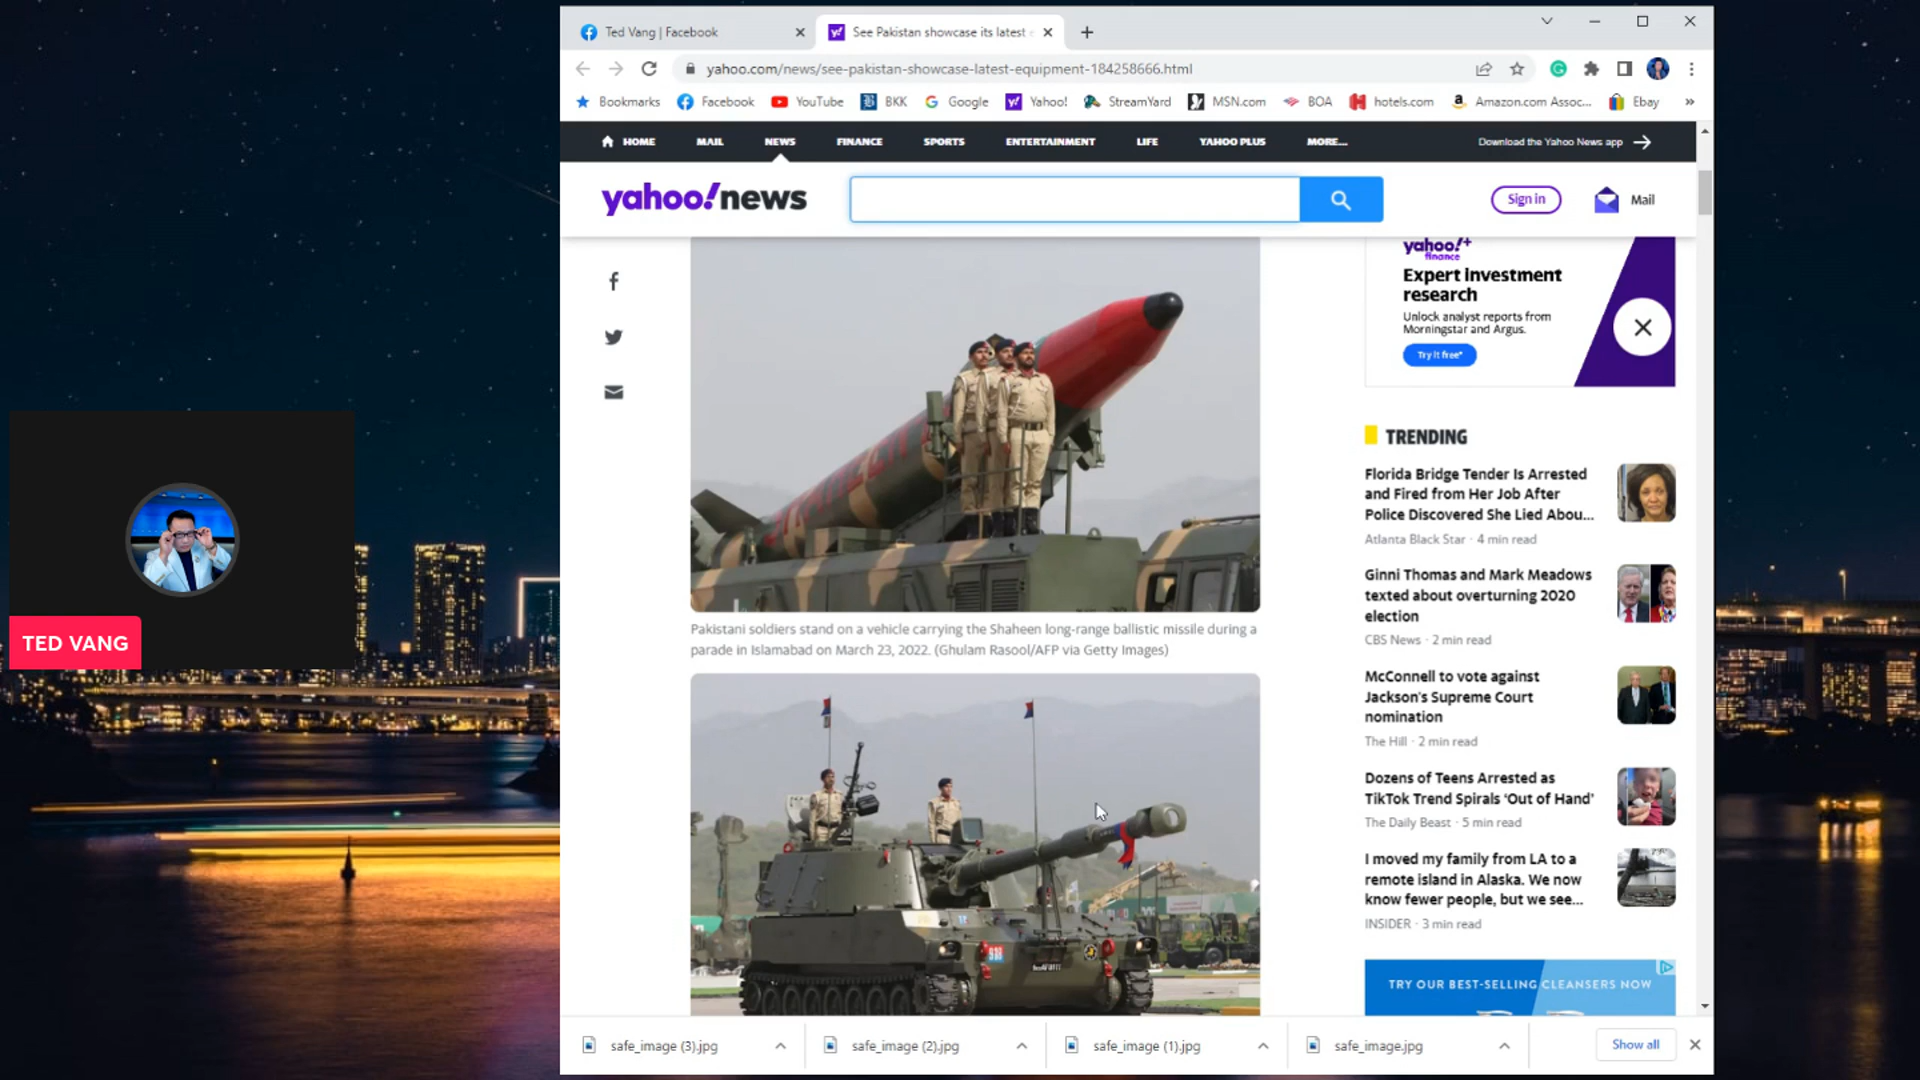 Ted Vang | Facebook
See Pakistan showcase its latest e
yahoo.com/news/see-pakistan-showcase-latest-equipment-184258666.html
Bookmarks
Facebook
YouTube
BKK
Google
Yahoo!
StreamYard
MSN.com
BOA
hotels.com
Amazon.com Assoc...
Ebay
HOME
MAIL
NEWS
FINANCE
SPORTS
ENTERTAINMENT
LIFE
YAHOO PLUS
MORE...
Download the Yahoo News app
yahoo!news
Sign in
Mail
yahoo!+
finance
Expert investment
research
Unlock analyst reports from
Morningstar and Argus.
Try it free*
Pakistani soldiers stand on a vehicle carrying the Shaheen long-range ballistic missile during a
parade in Islamabad on March 23, 2022. (Ghulam Rasool/AFP via Getty Images)
TRENDING
Florida Bridge Tender Is Arrested
and Fired from Her Job After
Police Discovered She Lied Abou...
Atlanta Black Star · 4 min read
Ginni Thomas and Mark Meadows
texted about overturning 2020
election
CBS News · 2 min read
McConnell to vote against
Jackson's Supreme Court
nomination
The Hill · 2 min read
Dozens of Teens Arrested as
TikTok Trend Spirals ‘Out of Hand’
The Daily Beast · 5 min read
I moved my family from LA to a
remote island in Alaska. We now
know fewer people, but we see...
INSIDER · 3 min read
TRY OUR BEST-SELLING CLEANSERS NOW
TED VANG
safe_image (3).jpg
safe_image (2).jpg
safe_image (1).jpg
safe_image.jpg
Show all